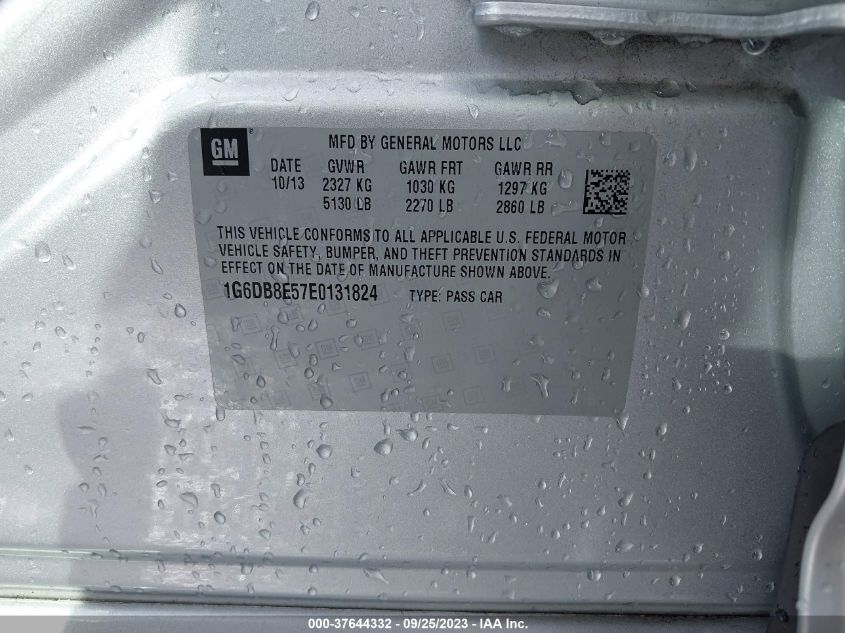 GM ®
MFD BY GENERAL MOTORS LLC
DATE GVWR GAWR FRT GAWR RR
10/13 2327 KG 1030 KG 1297 KG
5130 LB 2270 LB 2860 LB
THIS VEHICLE CONFORMS TO ALL APPLICABLE U.S. FEDERAL MOTOR
VEHICLE SAFETY, BUMPER, AND THEFT PREVENTION STANDARDS IN
EFFECT ON THE DATE OF MANUFACTURE SHOWN ABOVE.
1G6DB8E57E0131824 TYPE: PASS CAR
000-37644332 - 09/25/2023 - IAA Inc.